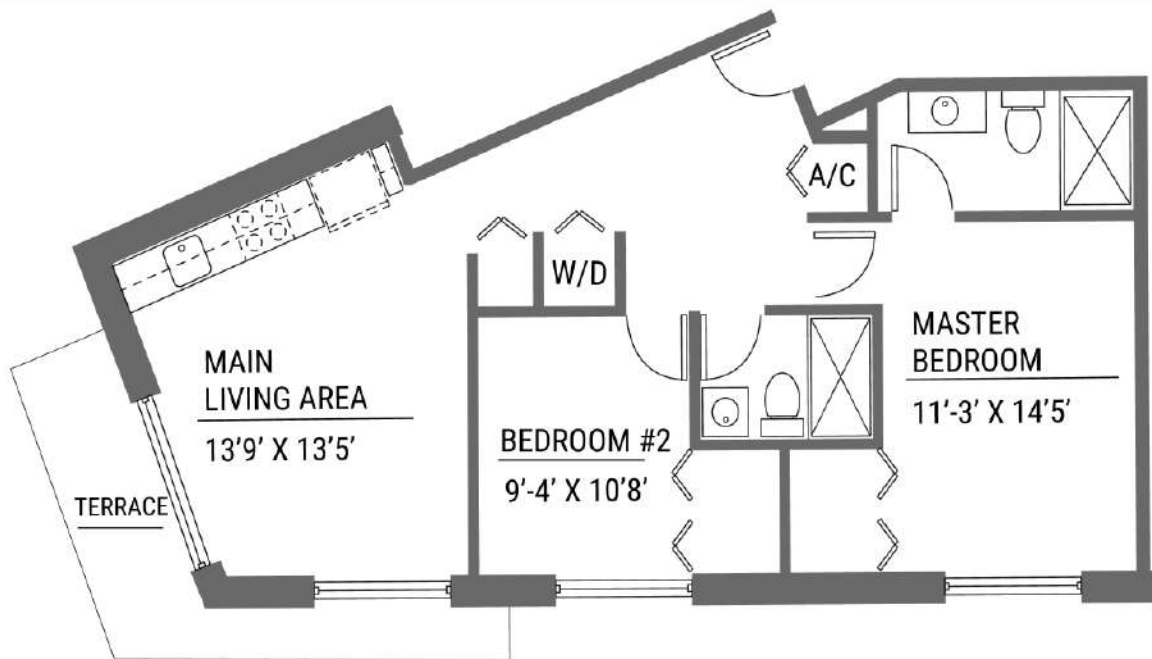 A/C
W/D
MAIN
LIVING AREA
13'9' X 13'5'
BEDROOM #2
9'-4' X 10'8'
MASTER
BEDROOM
11'-3' X 14'5'
TERRACE